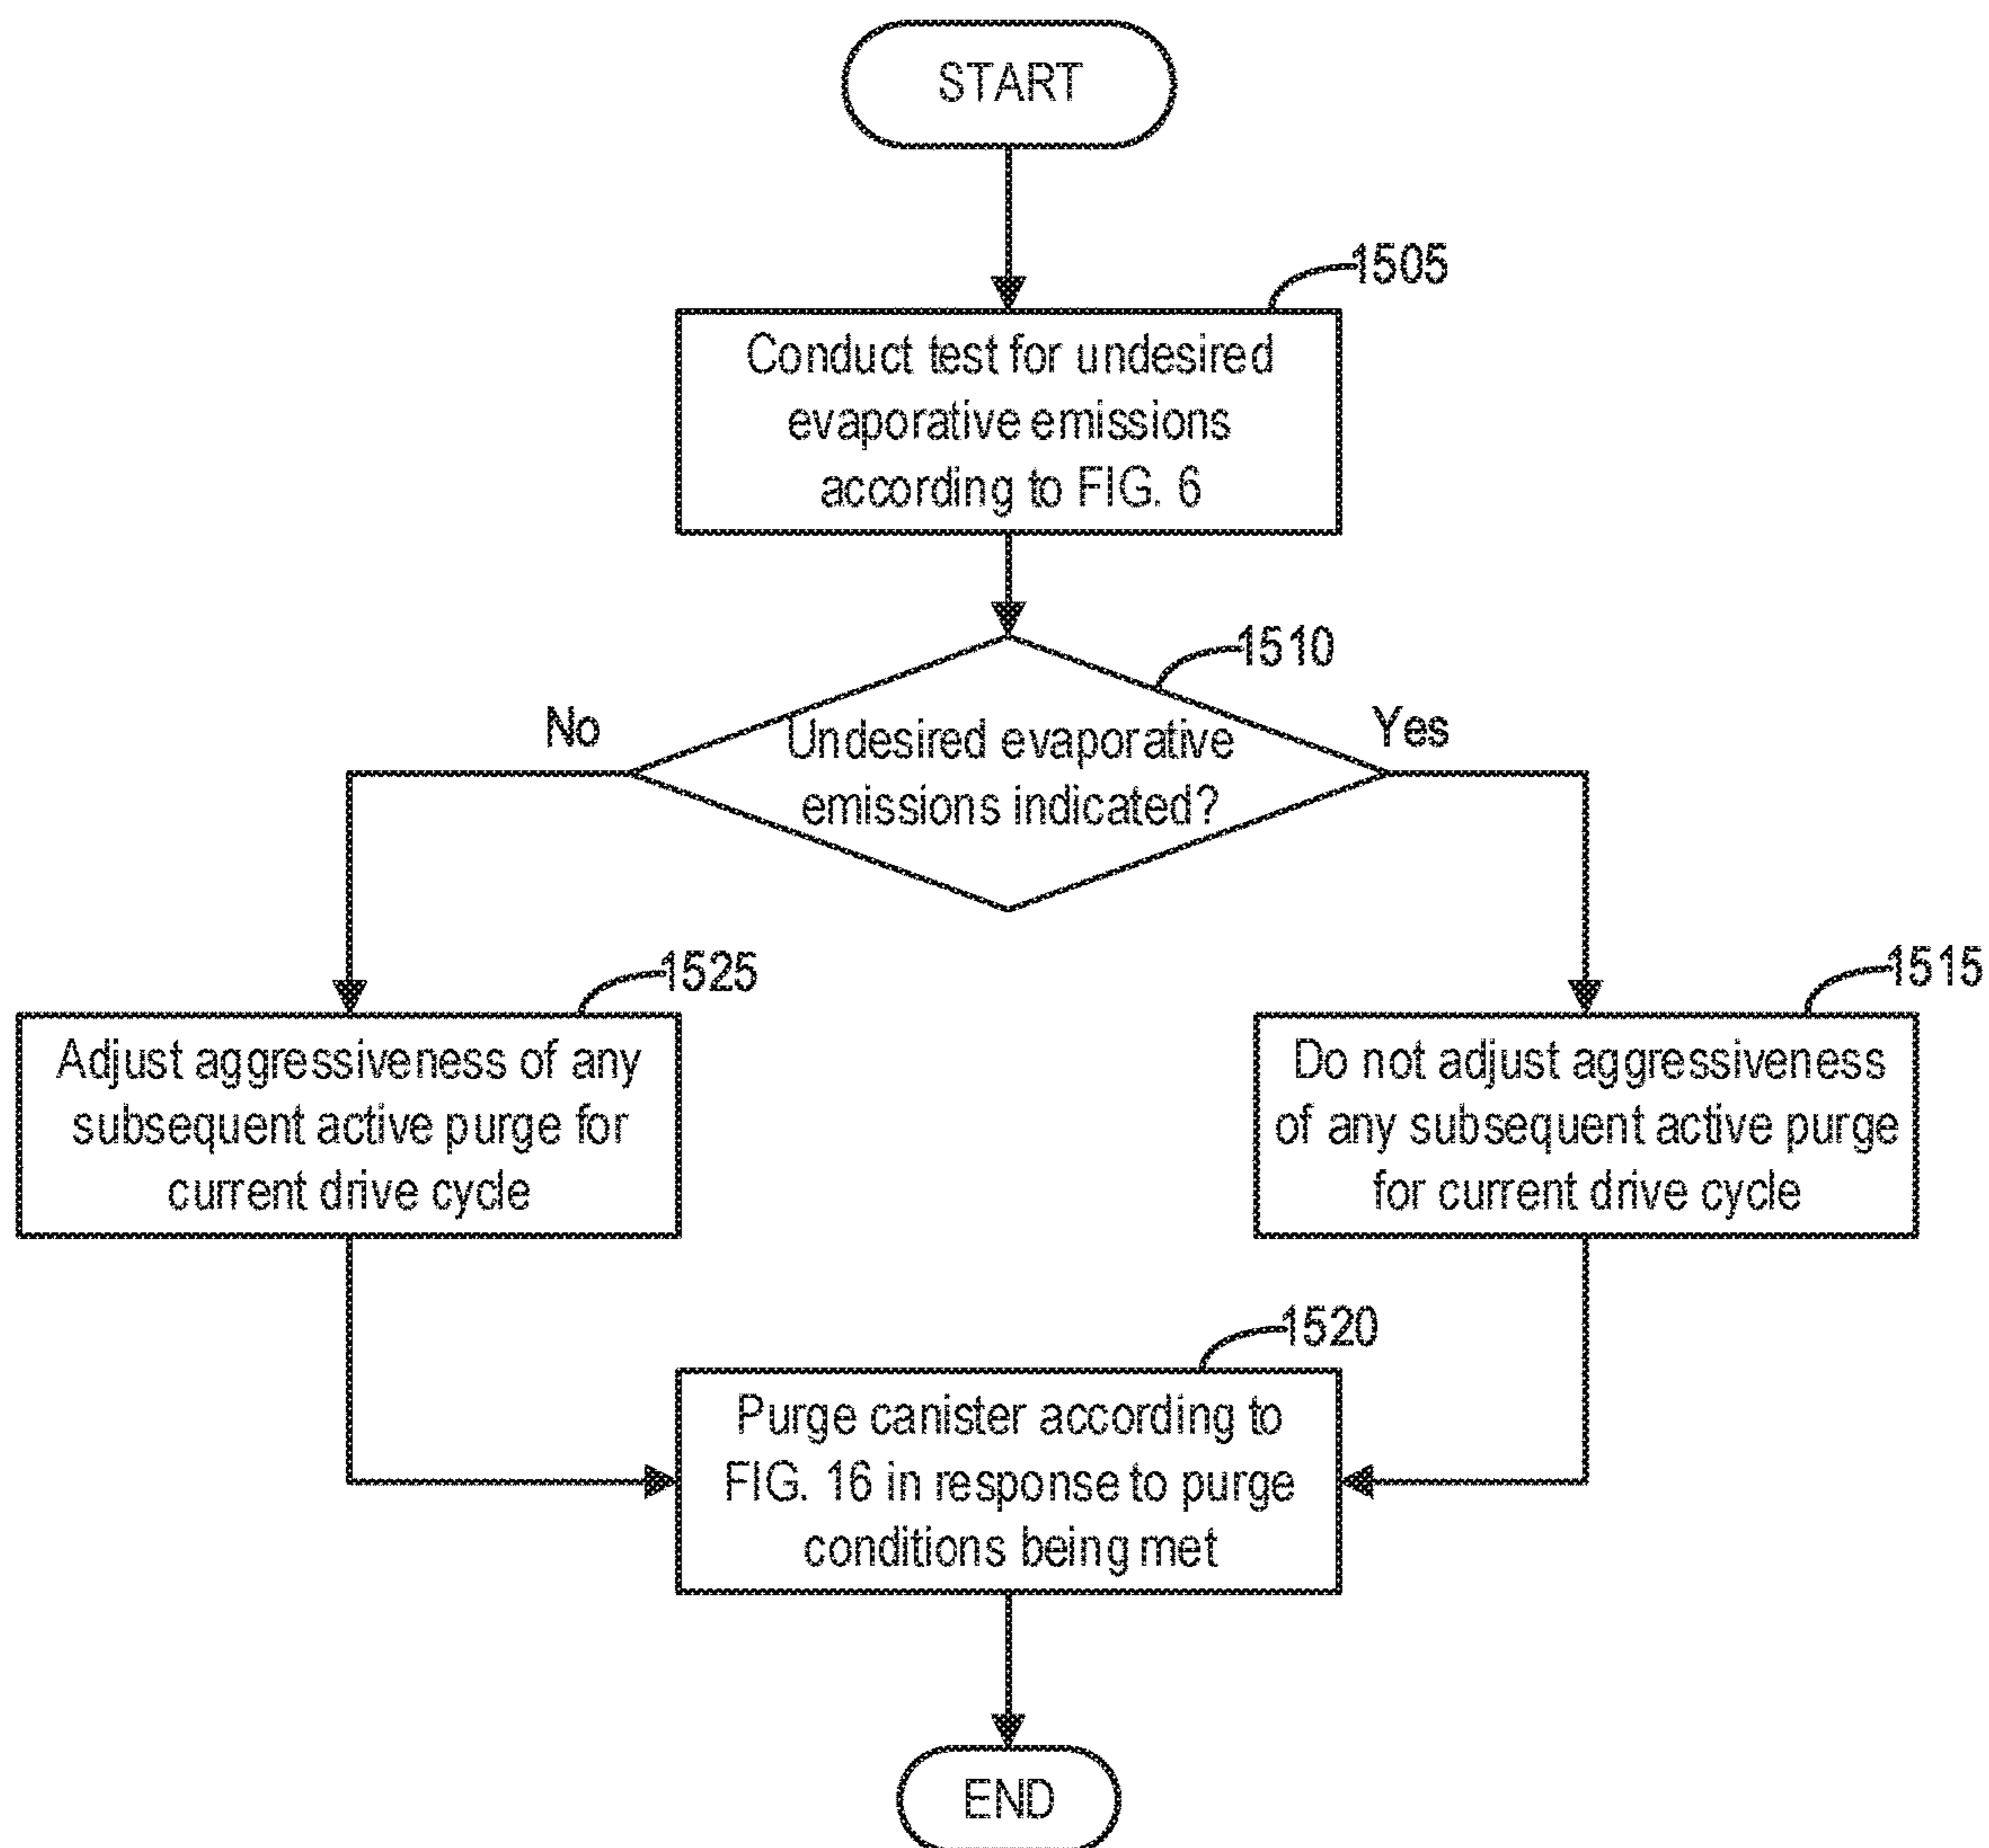 START
1505
Conduct test for undesired
evaporative emissions
according to FIG. 6
1510
No
Undesired evaporative
emissions indicated?
Yes
1525
Adjust aggressiveness of any
subsequent active purge for
current drive cycle
1515
Do not adjust aggressiveness
of any subsequent active purge
for current drive cycle
1520
Purge canister according to
FIG. 16 in response to purge
conditions being met
END